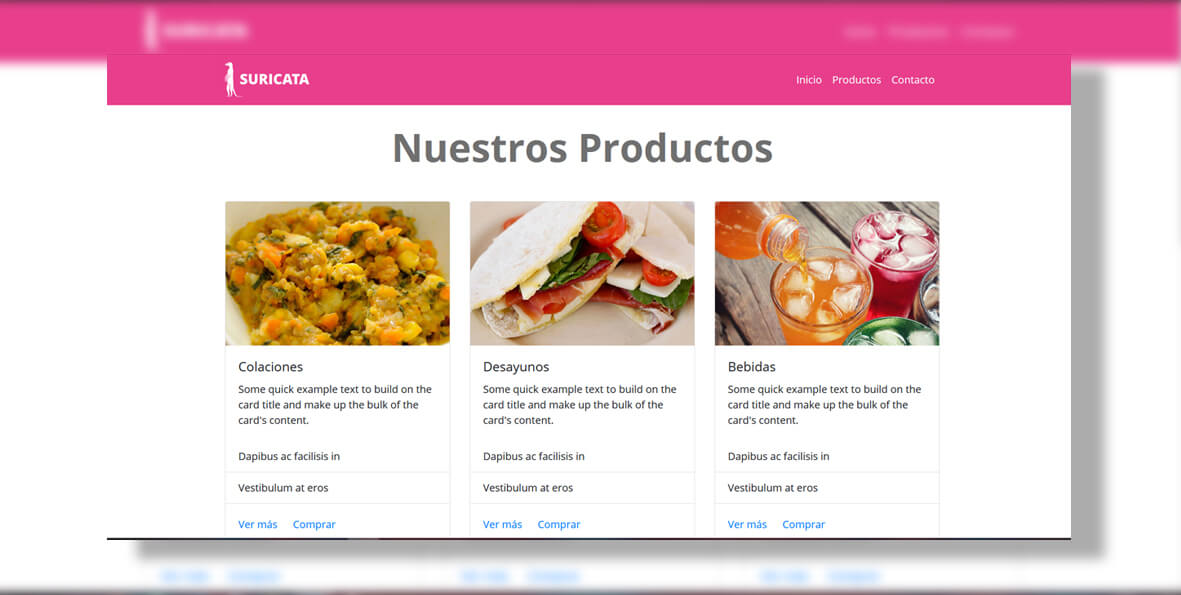 SURICATA
Inicio Productos Contacto
Nuestros Productos
Colaciones
Some quick example text to build on the
card title and make up the bulk of the
card's content.
Dapibus ac facilisis in
Vestibulum at eros
Ver más Comprar
Desayunos
Some quick example text to build on the
card title and make up the bulk of the
card's content.
Dapibus ac facilisis in
Vestibulum at eros
Ver más Comprar
Bebidas
Some quick example text to build on the
card title and make up the bulk of the
card's content.
Dapibus ac facilisis in
Vestibulum at eros
Ver más Comprar